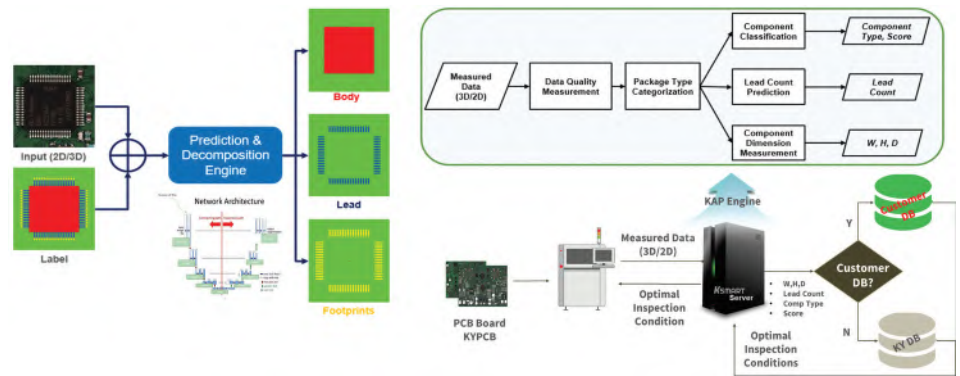 Input (2D/3D)
Label
Prediction &
Decomposition
Engine
Network Architecture
Body
Lead
Footprints
Measured
Data
(3D/2D)
Data Quality
Measurement
Package Type
Categorization
Component
Classification
Component
Type, Score
Lead Count
Prediction
Lead
Count
Component
Dimension
Measurement
W, H, D
KAP Engine
PCB Board
KYPCB
Measured Data
(3D/2D)
Optimal
Inspection
Condition
KSMART
Server
• W,H,D
• Lead Count
• Comp Type
• Score
Customer
DB?
Y
Customer
DB
N
KY DB
Optimal
Inspection
Conditions